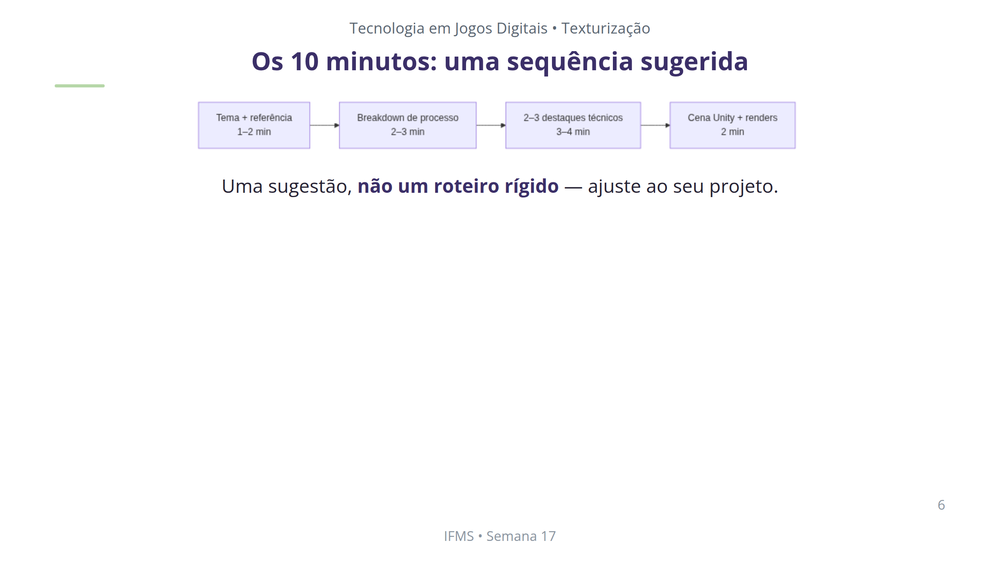 Tecnologia em Jogos Digitais • Texturização
Os 10 minutos: uma sequência sugerida
Tema + referência
1–2 min
Breakdown de processo
2–3 min
2–3 destaques técnicos
3–4 min
Cena Unity + renders
2 min
Uma sugestão, não um roteiro rígido — ajuste ao seu projeto.
6
IFMS • Semana 17